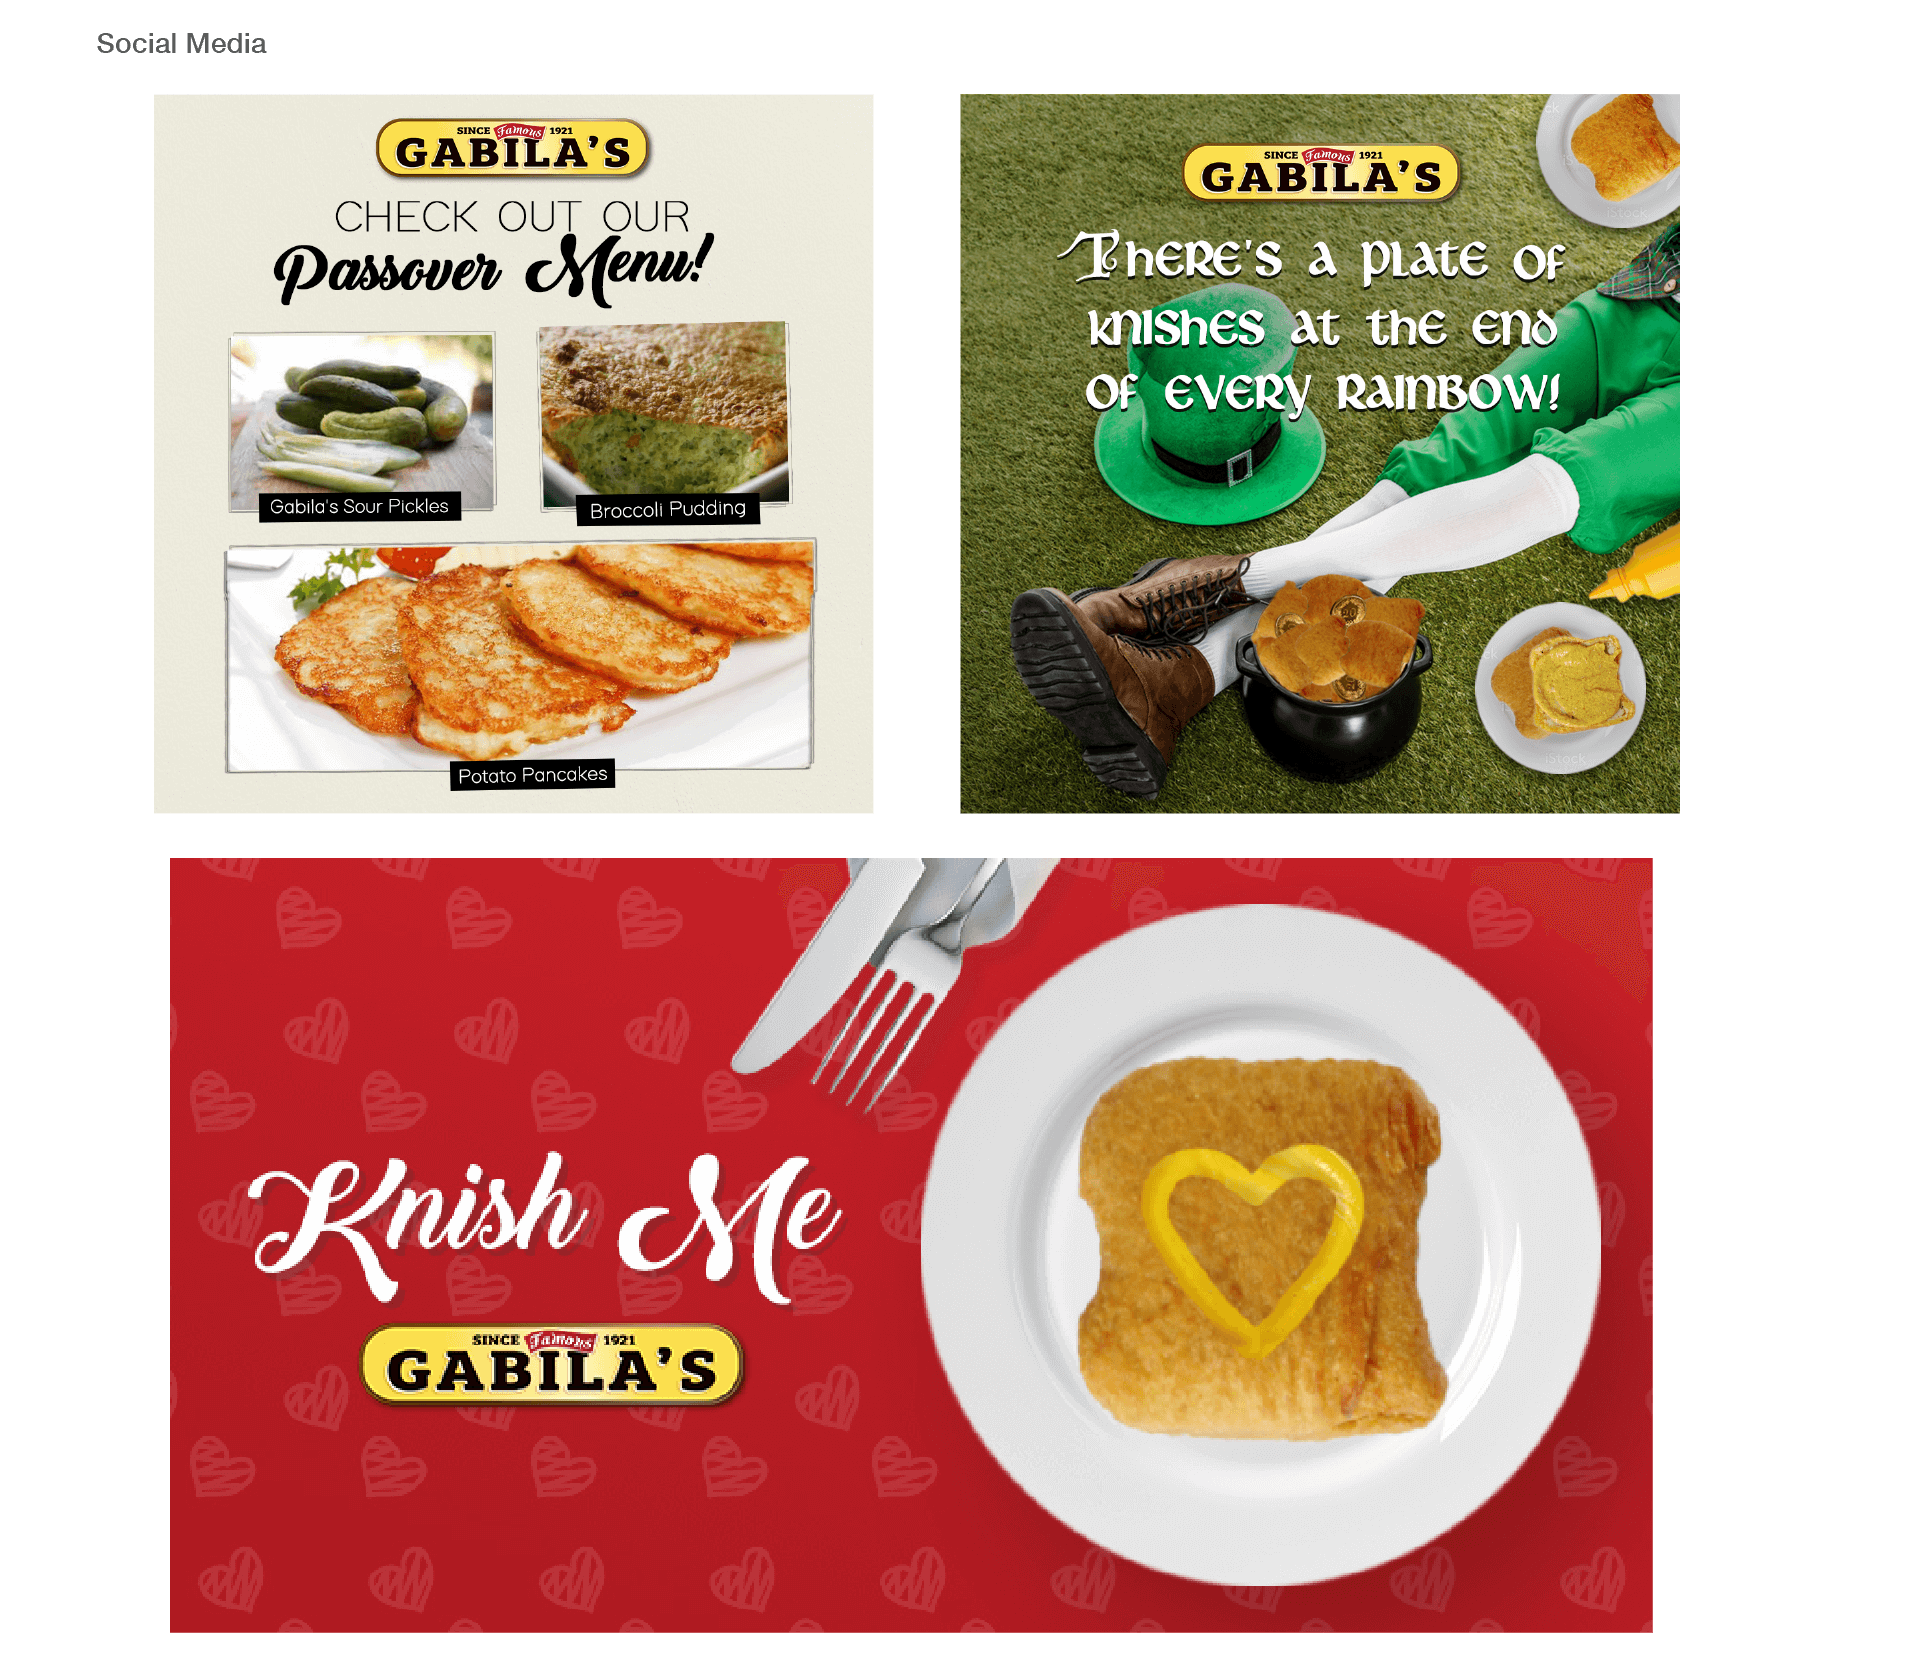 Social Media
SINCE Famous 1921
GABILA'S
CHECK OUT OUR
Passover Menu!
Gabila's Sour Pickles
Broccoli Pudding
Potato Pancakes
SINCE Famous 1921
GABILA'S
There's a plate of
knishes at the end
of every rainbow!
iStock
iStock
Knish Me
SINCE Famous 1921
GABILA'S